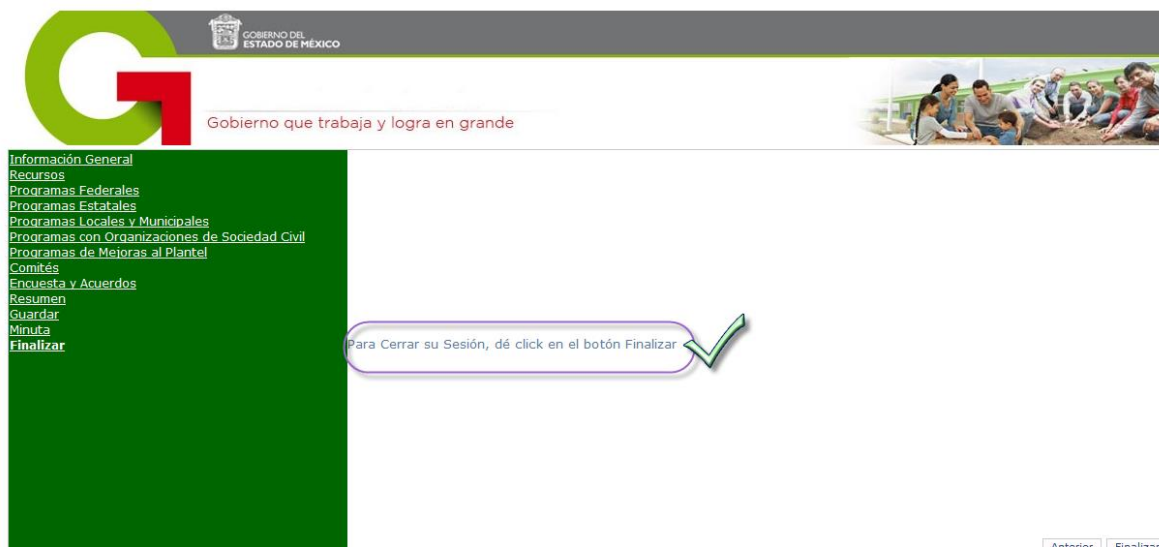 GOBIERNO DEL
ESTADO DE MÉXICO
Gobierno que trabaja y logra en grande
Información General
Recursos
Programas Federales
Programas Estatales
Programas Locales y Municipales
Programas con Organizaciones de Sociedad Civil
Programas de Mejoras al Plantel
Comités
Encuesta y Acuerdos
Resumen
Guardar
Minuta
Finalizar
Para Cerrar su Sesión, dé click en el botón Finalizar
Anterior Finalizar